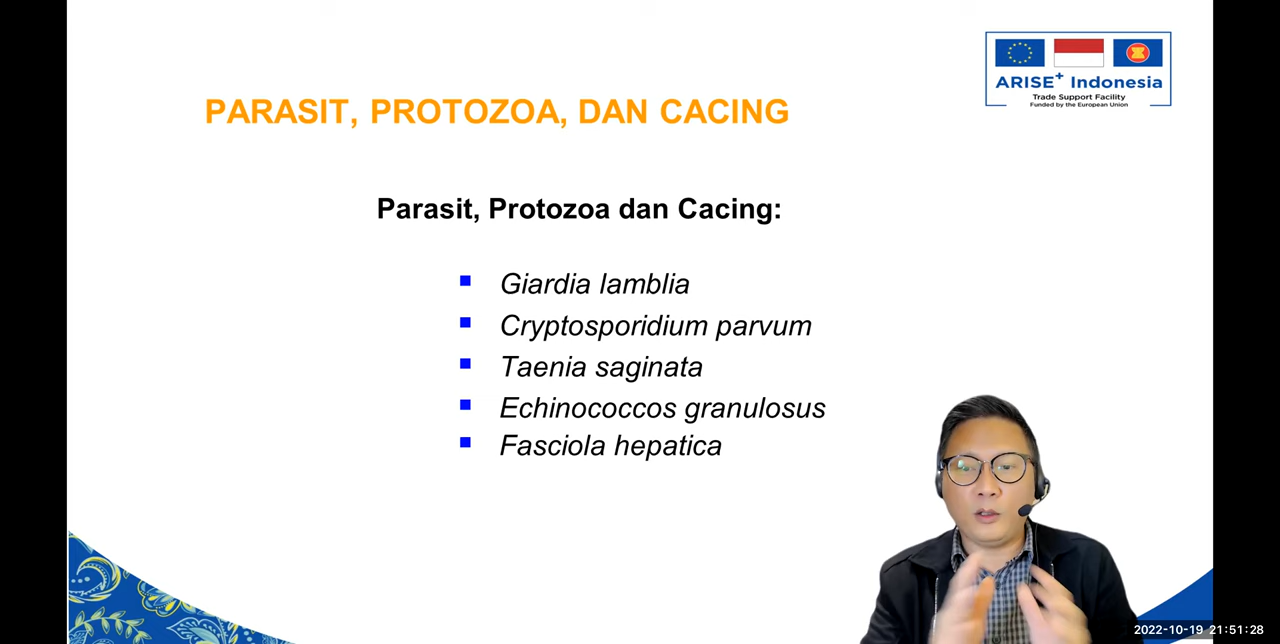 ARISE+ Indonesia
Trade Support Facility
Funded by the European Union
PARASIT, PROTOZOA, DAN CACING
Parasit, Protozoa dan Cacing:
Giardia lamblia
Cryptosporidium parvum
Taenia saginata
Echinococcos granulosus
Fasciola hepatica
2022-10-19 21:51:28